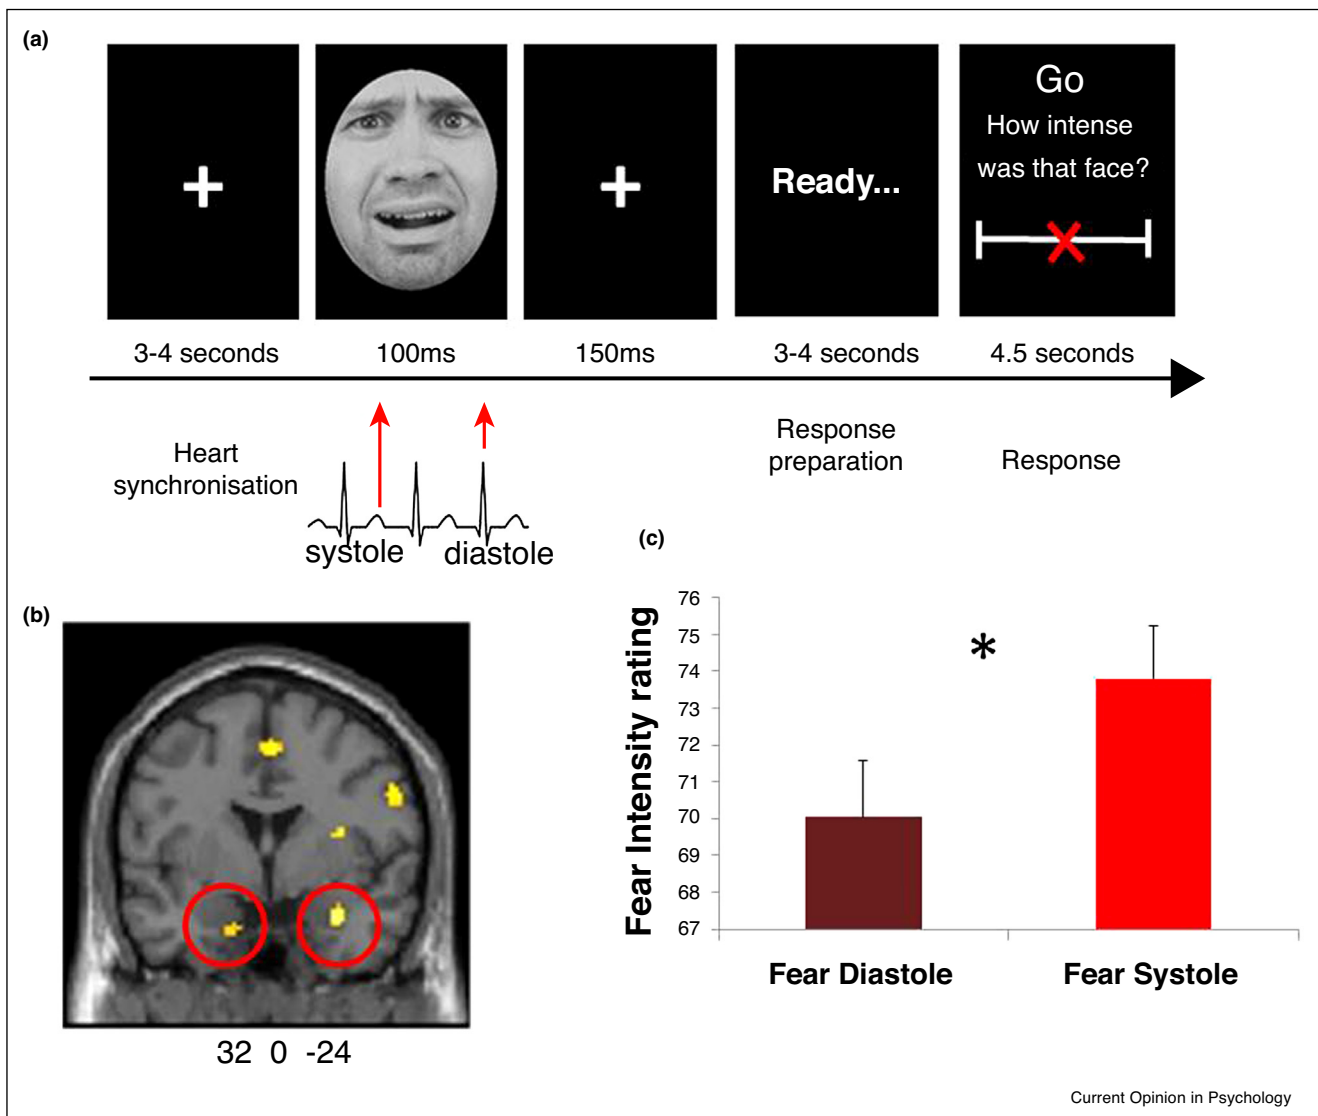 (a)
Go
How intense
was that face?
Ready...
3-4 seconds
100ms
150ms
3-4 seconds
4.5 seconds
Heart
synchronisation
systole
diastole
Response
preparation
Response
(b)
32 0 -24
(c)
Fear Intensity rating
76
75
74
73
72
71
70
69
68
67
*
Fear Diastole
Fear Systole
Current Opinion in Psychology